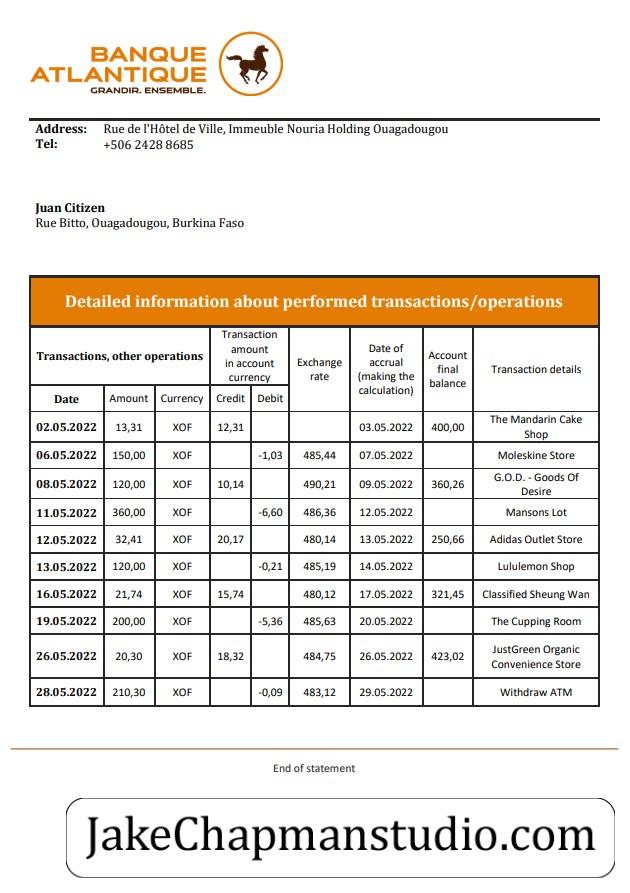 BANQUE
ATLANTIQUE
GRANDIR. ENSEMBLE.
Address: Rue de l'Hôtel de Ville, Immeuble Nouria Holding Ouagadougou
Tel: +506 2428 8685
Juan Citizen
Rue Bitto, Ouagadougou, Burkina Faso
Detailed information about performed transactions/operations
Transactions, other operations
Transaction
amount
in account
currency
Exchange
rate
Date of
accrual
(making the
calculation)
Account
final
balance
Transaction details
Date Amount Currency Credit Debit
02.05.2022 13,31 XOF 12,31 03.05.2022 400,00 The Mandarin Cake
Shop
06.05.2022 150,00 XOF -1,03 485,44 07.05.2022 Moleskine Store
08.05.2022 120,00 XOF 10,14 490,21 09.05.2022 360,26 G.O.D. - Goods Of
Desire
11.05.2022 360,00 XOF -6,60 486,36 12.05.2022 Mansons Lot
12.05.2022 32,41 XOF 20,17 480,14 13.05.2022 250,66 Adidas Outlet Store
13.05.2022 120,00 XOF -0,21 485,19 14.05.2022 Lululemon Shop
16.05.2022 21,74 XOF 15,74 480,12 17.05.2022 321,45 Classified Sheung Wan
19.05.2022 200,00 XOF -5,36 485,63 20.05.2022 The Cupping Room
26.05.2022 20,30 XOF 18,32 484,75 26.05.2022 423,02 JustGreen Organic
Convenience Store
28.05.2022 210,30 XOF -0,09 483,12 29.05.2022 Withdraw ATM
End of statement
JakeChapmanstudio.com